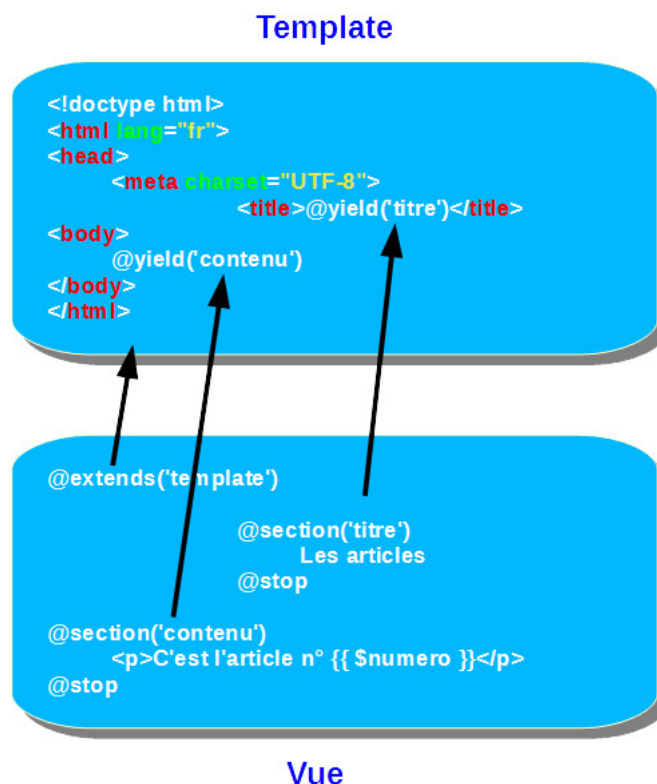 Template
<!doctype html>
<html lang="fr">
<head>
<meta charset="UTF-8">
<title>@yield('titre')</title>
<body>
@yield('contenu')
</body>
</html>
@extends('template')
@section('titre')
Les articles
@stop
@section('contenu')
<p>C'est l'article n° {{ $numero }}</p>
@stop
Vue